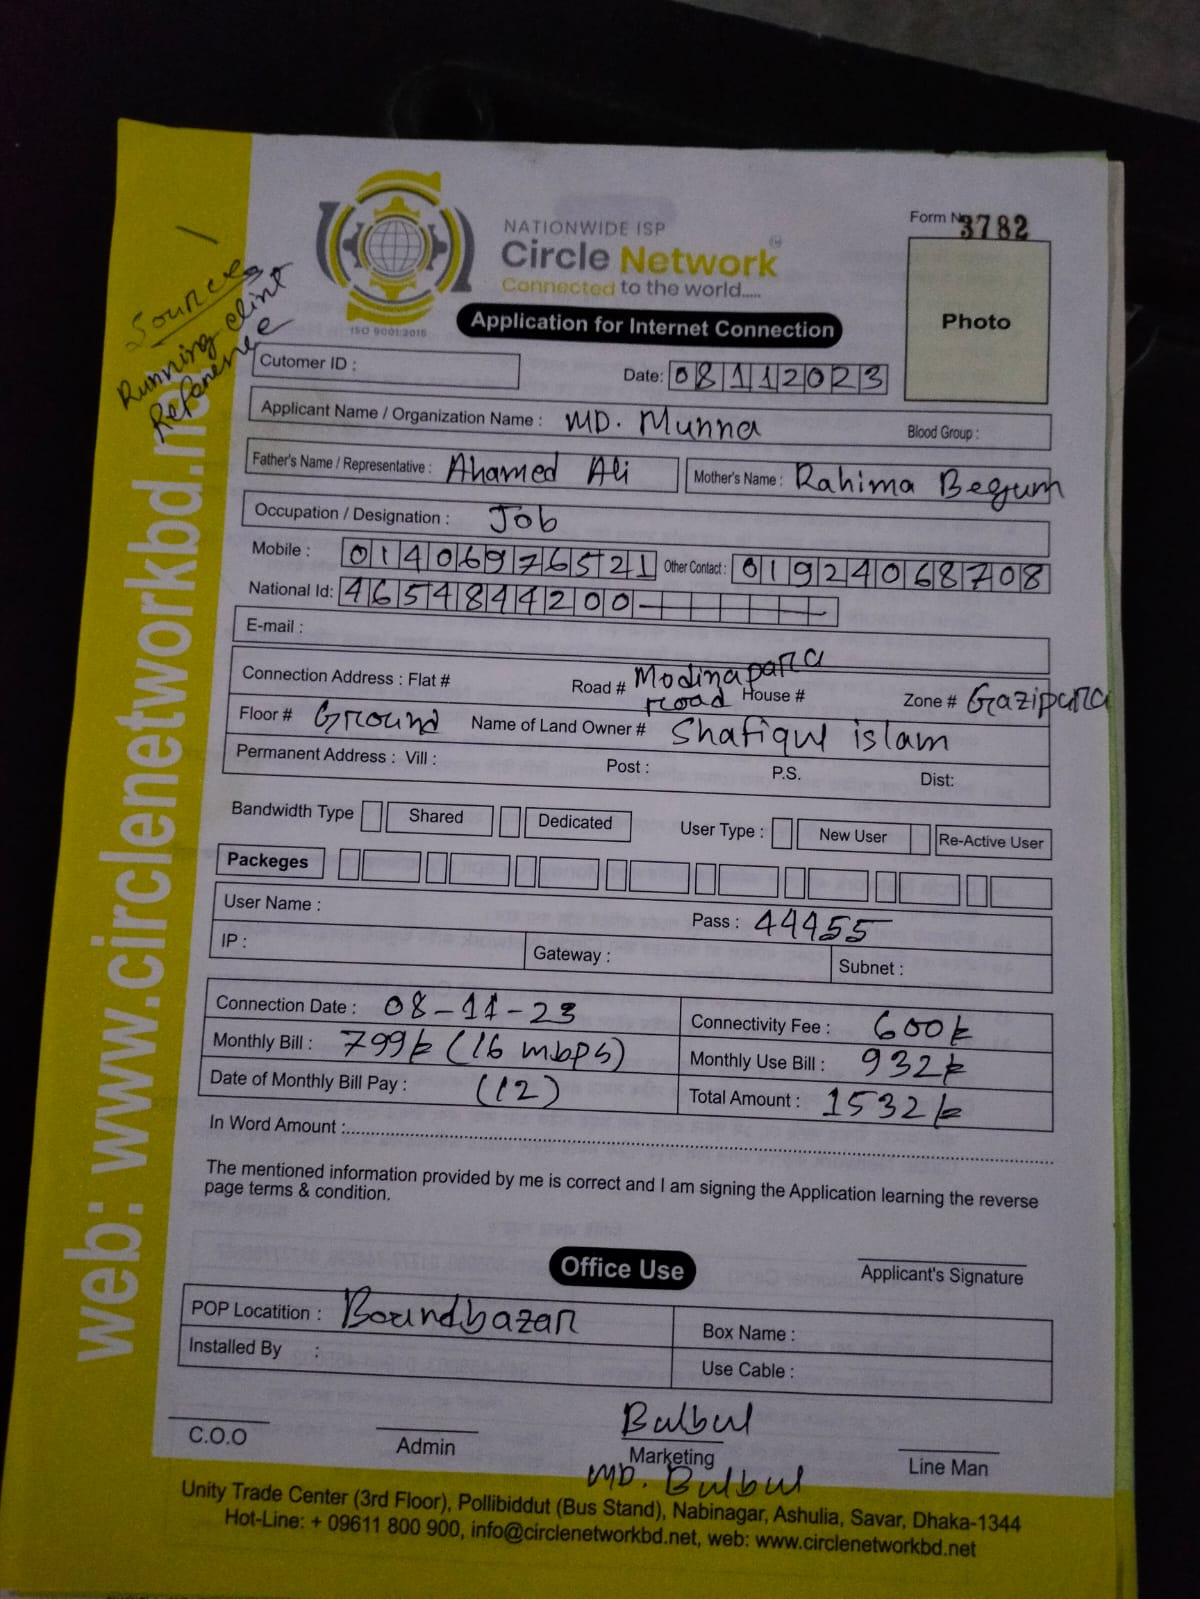 Form No 3782
NATIONWIDE ISP
Circle Network
Connected to the world.....
ISO 9001:2015
Application for Internet Connection
Photo
Sources
Running clint
Referience
Cutomer ID :
Date: 08112023
Applicant Name / Organization Name : MD. Munna Blood Group :
Father's Name / Representative : Ahamed Ali Mother's Name : Rahima Begum
Occupation / Designation : Job
Mobile : 01406976521 Other Contact : 01924068708
National Id: 4654844200
E-mail :
Connection Address : Flat # Road # Modinapara road House # Zone # Gazipara
Floor # Ground Name of Land Owner # Shafiqul islam
Permanent Address : Vill : Post : P.S. Dist:
Bandwidth Type Shared Dedicated User Type : New User Re-Active User
Packeges
User Name : Pass : 44455
IP : Gateway : Subnet :
Connection Date : 08-11-23 Connectivity Fee : 600৳
Monthly Bill : 799৳ (16 mbps) Monthly Use Bill : 932৳
Date of Monthly Bill Pay : (12) Total Amount : 1532৳
In Word Amount :
The mentioned information provided by me is correct and I am signing the Application learning the reverse
page terms & condition.
Applicant's Signature
Office Use
POP Locatition : Boundbazar Box Name :
Installed By : Use Cable :
C.O.O Admin Bulbul Marketing Line Man
MD. Bulbul
Unity Trade Center (3rd Floor), Pollibiddut (Bus Stand), Nabinagar, Ashulia, Savar, Dhaka-1344
Hot-Line: + 09611 800 900, info@circlenetworkbd.net, web: www.circlenetworkbd.net
web: www.circlenetworkbd.net